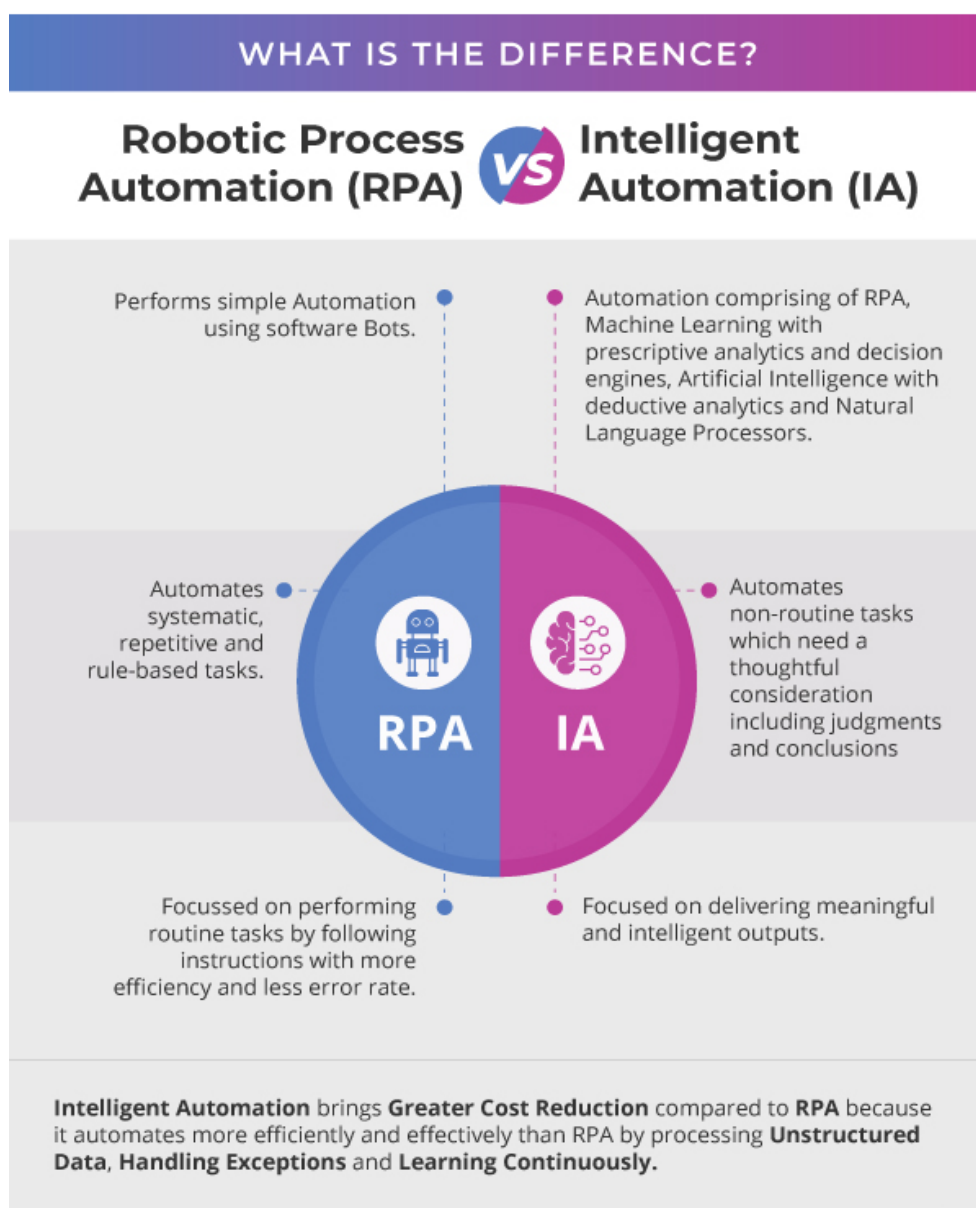 WHAT IS THE DIFFERENCE?
Robotic Process
Automation (RPA)
VS
Intelligent
Automation (IA)
Performs simple Automation
using software Bots.
Automation comprising of RPA,
Machine Learning with
prescriptive analytics and decision
engines, Artificial Intelligence with
deductive analytics and Natural
Language Processors.
Automates
systematic,
repetitive and
rule-based tasks.
RPA
IA
Automates
non-routine tasks
which need a
thoughtful
consideration
including judgments
and conclusions
Focussed on performing
routine tasks by following
instructions with more
efficiency and less error rate.
Focused on delivering meaningful
and intelligent outputs.
Intelligent Automation brings Greater Cost Reduction compared to RPA because
it automates more efficiently and effectively than RPA by processing Unstructured
Data, Handling Exceptions and Learning Continuously.